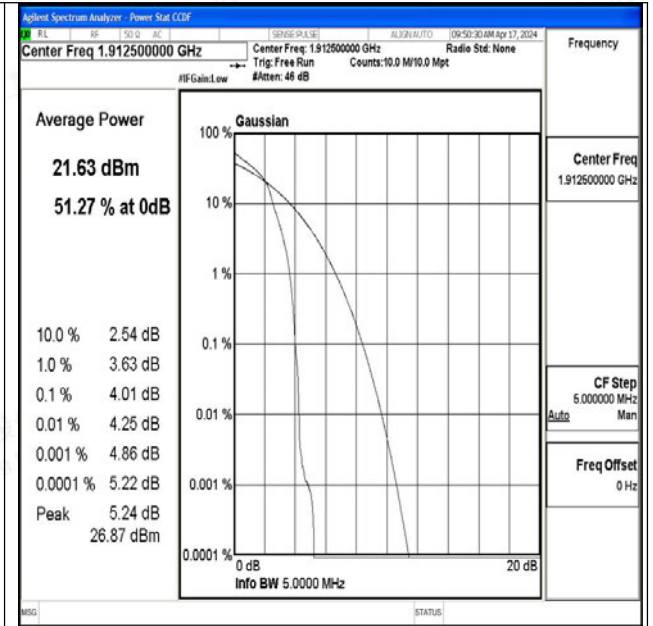 Agilent Spectrum Analyzer - Power Stat CCDF
RL RF 50 Ω AC SENSE:PULSE ALIGN AUTO 09:50:30 AM Apr 17, 2024
Center Freq 1.912500000 GHz
Center Freq: 1.912500000 GHz Radio Std: None
Trig: Free Run Counts:10.0 M/10.0 Mpt
#IFGain:Low #Atten: 46 dB
Frequency
Average Power
21.63 dBm
51.27 % at 0dB
10.0 % 2.54 dB
1.0 % 3.63 dB
0.1 % 4.01 dB
0.01 % 4.25 dB
0.001 % 4.86 dB
0.0001 % 5.22 dB
Peak 5.24 dB
26.87 dBm
Gaussian
100 %
10 %
1 %
0.1 %
0.01 %
0.001 %
0.0001 %
0 dB 20 dB
Info BW 5.0000 MHz
Center Freq
1.912500000 GHz
CF Step
5.000000 MHz
Auto Man
Freq Offset
0 Hz
MSG STATUS